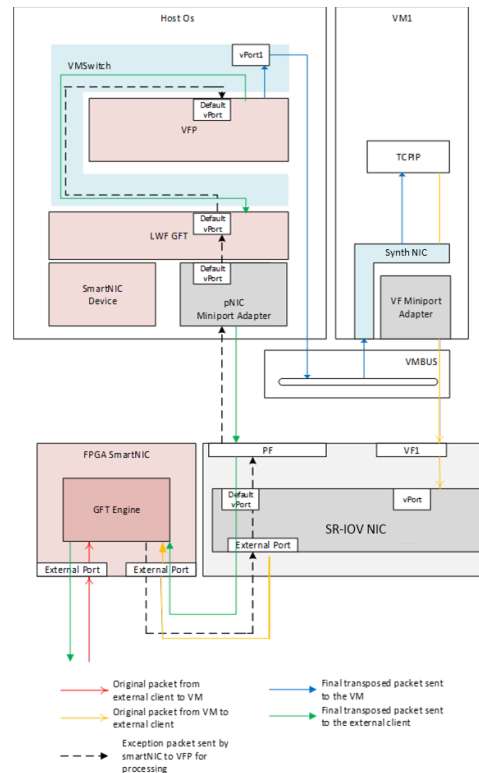 Host Os
VM1
VMSwitch
vPort1
Default
vPort
VFP
TCPIP
Default
vPort
LWF GFT
Synth NIC
SmartNIC
Device
Default
vPort
pNIC
Miniport Adapter
VF Miniport
Adapter
VMBUS
FPGA SmartNIC
PF
VF1
GFT Engine
Default
vPort
vPort
SR-IOV NIC
External Port
External Port
External Port
Original packet from
external client to VM
Final transposed packet sent
to the VM
Original packet from VM to
external client
Final transposed packet sent
to the external client
Exception packet sent by
smartNIC to VFP for
processing